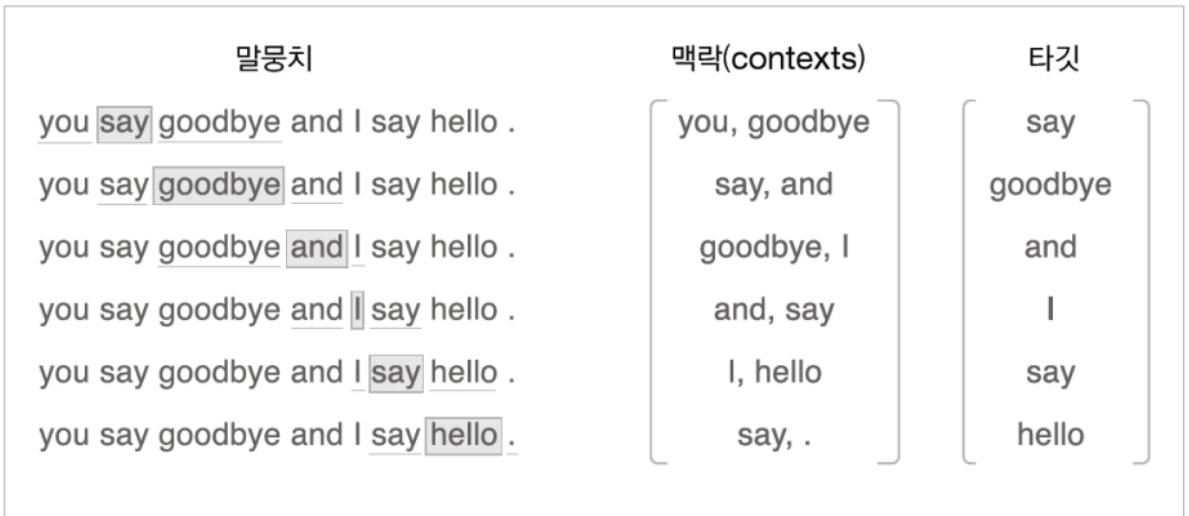 말뭉치 맥락(contexts) 타깃
you say goodbye and I say hello . you, goodbye say
you say goodbye and I say hello . say, and goodbye
you say goodbye and I say hello . goodbye, I and
you say goodbye and I say hello . and, say I
you say goodbye and I say hello . I, hello say
you say goodbye and I say hello . say, . hello